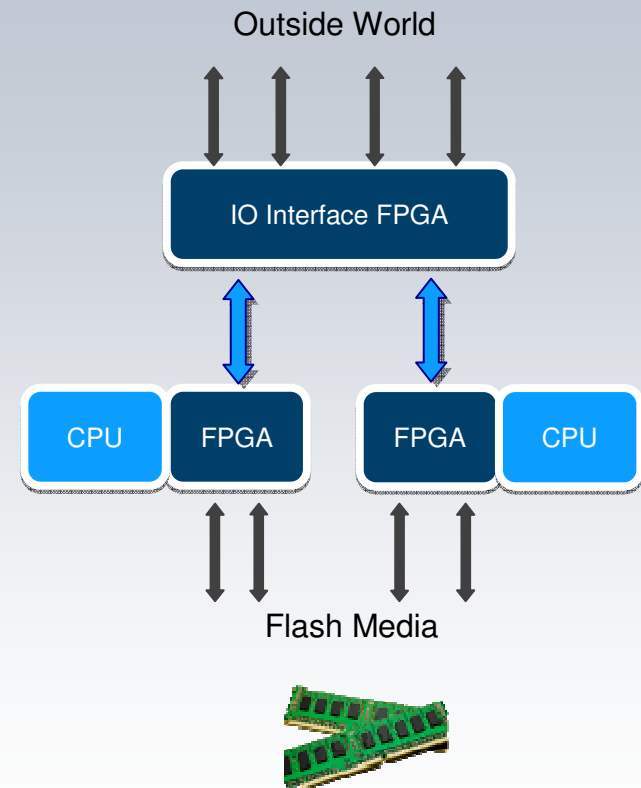 Outside World
IO Interface FPGA
CPU FPGA FPGA CPU
Flash Media